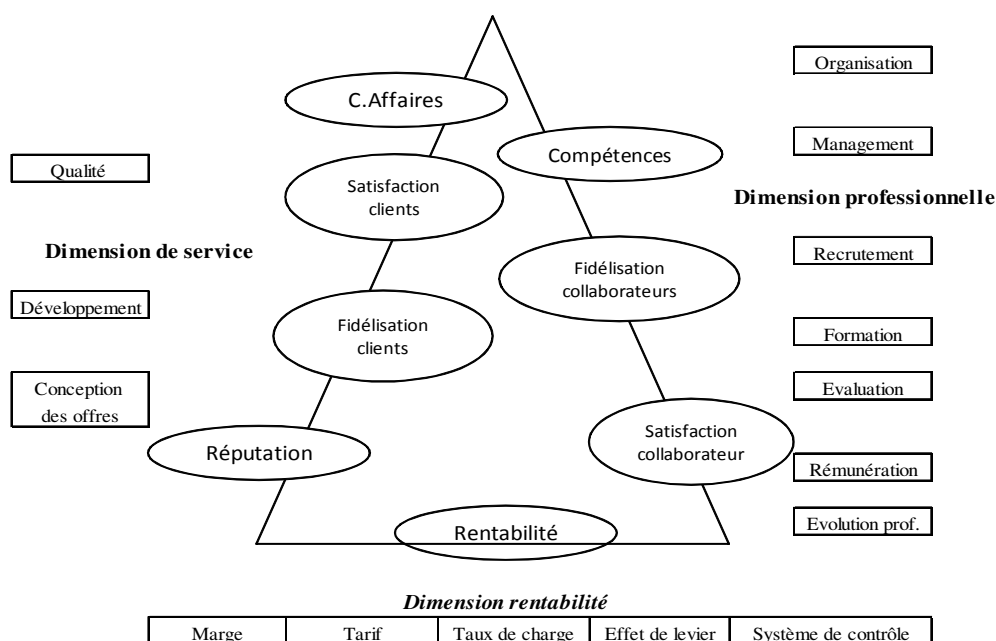 Organisation
C.Affaires
Management
Compétences
Qualité
Satisfaction
clients
Dimension professionnelle
Dimension de service
Recrutement
Fidélisation
collaborateurs
Développement
Fidélisation
clients
Formation
Evaluation
Conception
des offres
Satisfaction
collaborateur
Réputation
Rémunération
Evolution prof.
Rentabilité
Dimension rentabilité
Marge Tarif Taux de charge Effet de levier Système de contrôle